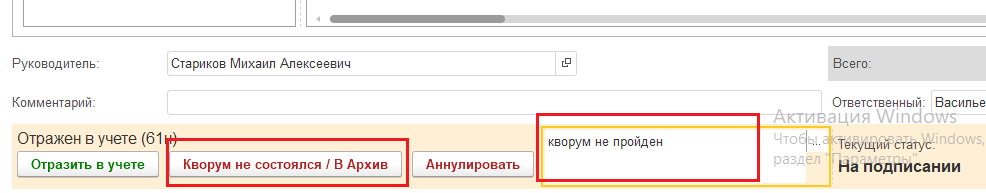 Руководитель: Стариков Михаил Алексеевич Всего:
Комментарий: Ответственный: Василье
Активация Windows
Отражен в учете (61н) кворум не пройден
Чтобы активировать Windows,
раздел "Параметры".
Текущий статус:
Отразить в учете Кворум не состоялся / В Архив Аннулировать ... На подписании